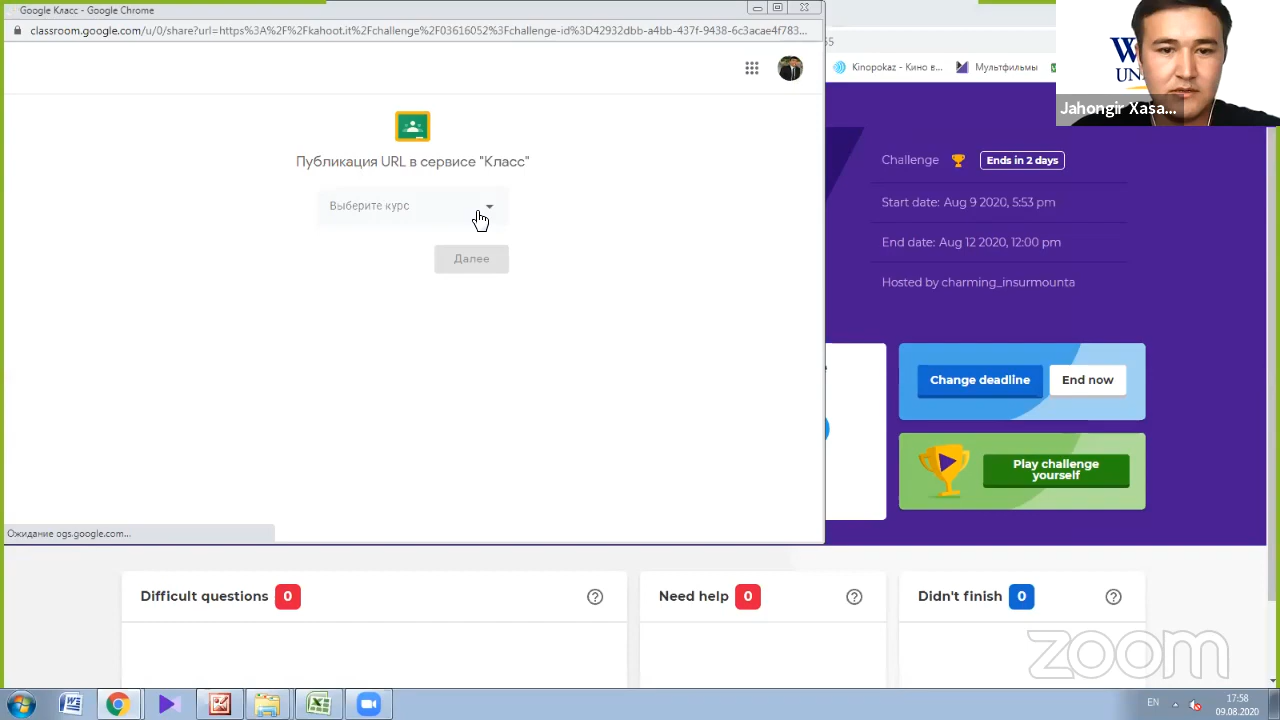 Google Класс - Google Chrome
classroom.google.com/u/0/share?url=https%3A%2F%2Fkahoot.it%2Fchallenge%2F03616052%3Fchallenge-id%3D42932dbb-a4bb-437f-9438-6c3acae4f783...
Kinopokaz - Кино в...
Мультфильмы
Jahongir Xasa...
Публикация URL в сервисе "Класс"
Выберите курс
Далее
Challenge
Ends in 2 days
Start date: Aug 9 2020, 5:53 pm
End date: Aug 12 2020, 12:00 pm
Hosted by charming_insurmounta
Change deadline
End now
Play challenge
yourself
Ожидание ogs.google.com...
Difficult questions 0
Need help 0
Didn't finish 0
zoom
EN
17:58
09.08.2020